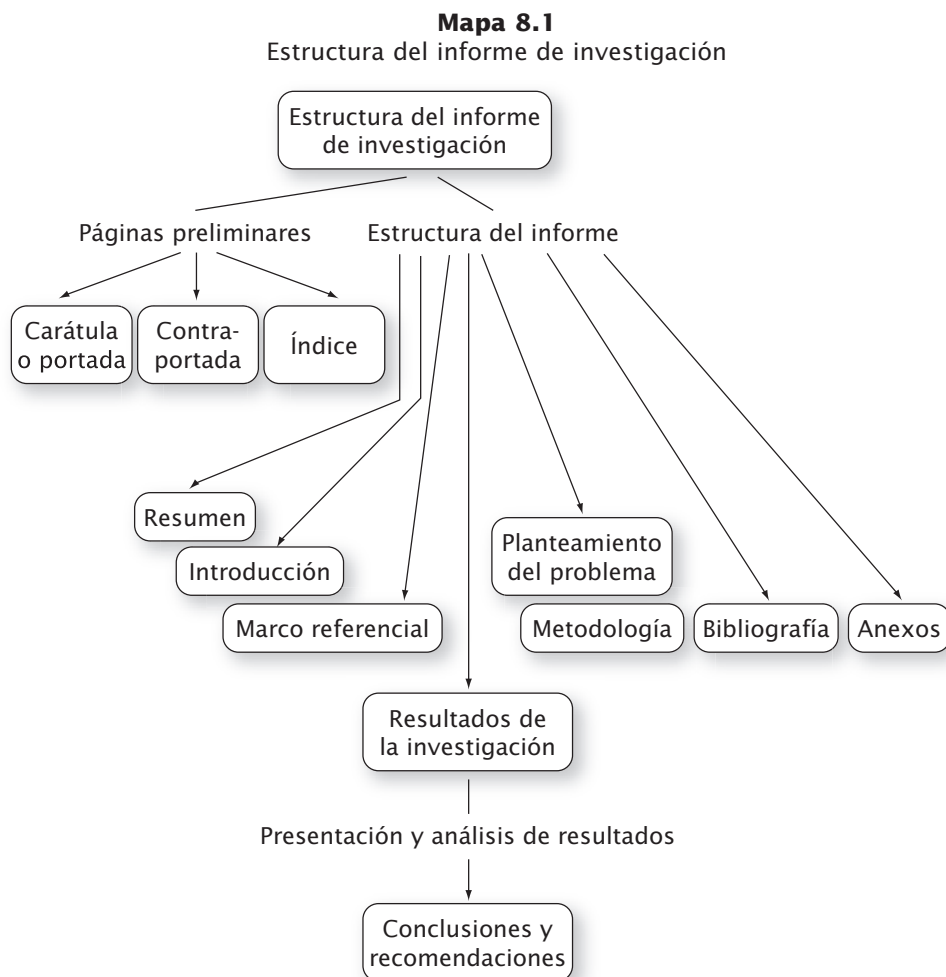 Mapa 8.1
Estructura del informe de investigación
Estructura del informe
de investigación
Páginas preliminares
Estructura del informe
Carátula
o portada
Contra-
portada
Índice
Resumen
Introducción
Marco referencial
Planteamiento
del problema
Metodología
Bibliografía
Anexos
Resultados de
la investigación
Presentación y análisis de resultados
Conclusiones y
recomendaciones